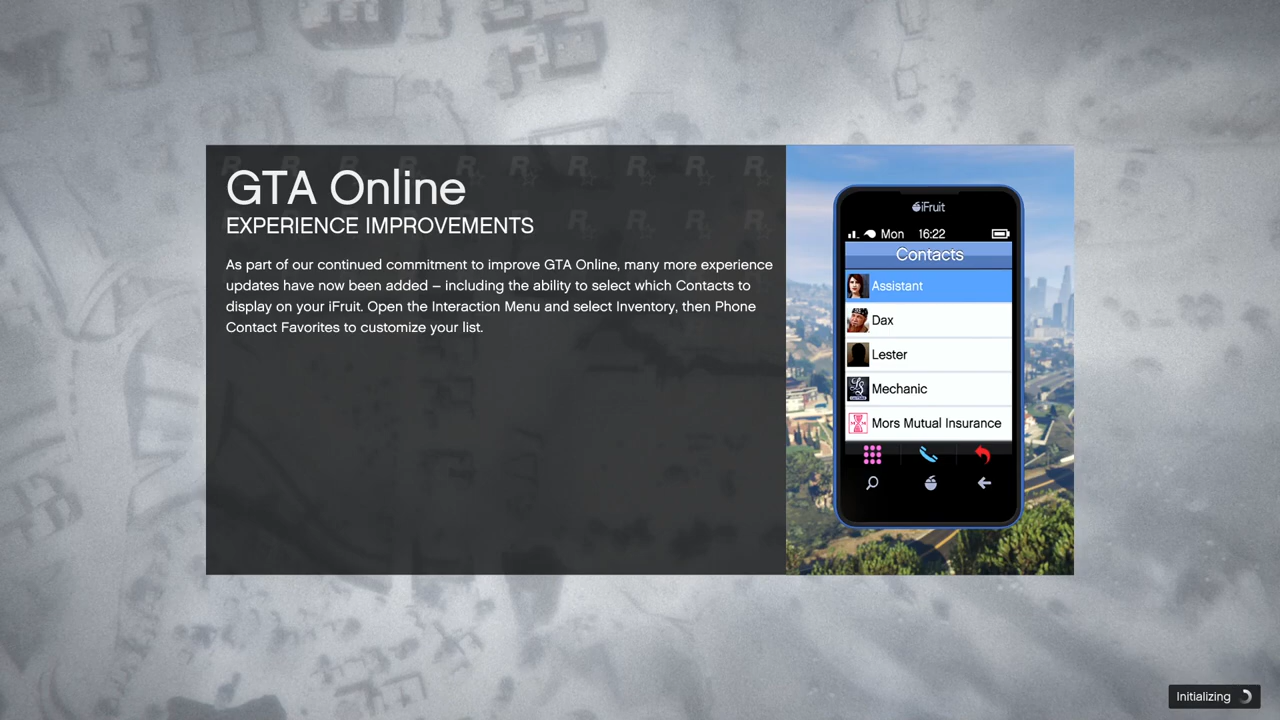 GTA Online
EXPERIENCE IMPROVEMENTS
As part of our continued commitment to improve GTA Online, many more experience
updates have now been added – including the ability to select which Contacts to
display on your iFruit. Open the Interaction Menu and select Inventory, then Phone
Contact Favorites to customize your list.
iFruit
Mon 16:22
Contacts
Assistant
Dax
Lester
Mechanic
Mors Mutual Insurance
Initializing